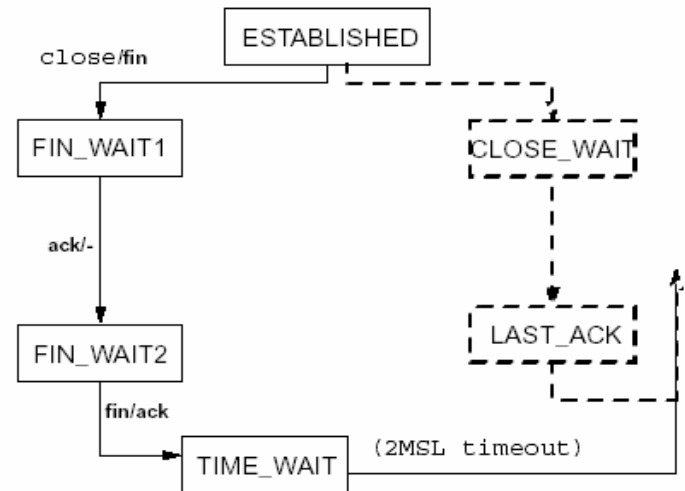 ESTABLISHED
close/fin
FIN_WAIT1
CLOSE_WAIT
ack/-
FIN_WAIT2
LAST_ACK
fin/ack
TIME_WAIT
(2MSL timeout)